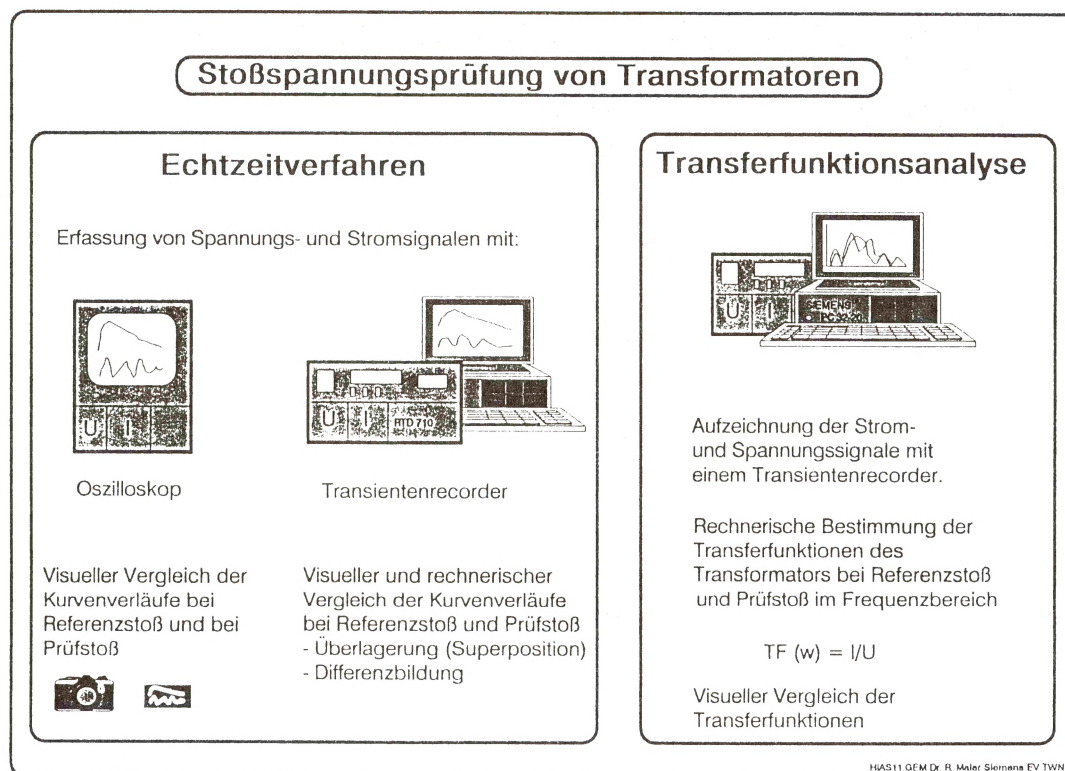 Stoßspannungsprüfung von Transformatoren
Echtzeitverfahren
Erfassung von Spannungs- und Stromsignalen mit:
U I
U I RTD 710
Oszilloskop
Transientenrecorder
Visueller Vergleich der
Kurvenverläufe bei
Referenzstoß und bei
Prüfstoß
Visueller und rechnerischer
Vergleich der Kurvenverläufe
bei Referenzstoß und Prüfstoß
- Überlagerung (Superposition)
- Differenzbildung
Transferfunktionsanalyse
U I
SIEMENS
Aufzeichnung der Strom-
und Spannungssignale mit
einem Transientenrecorder.
Rechnerische Bestimmung der
Transferfunktionen des
Transformators bei Referenzstoß
und Prüfstoß im Frequenzbereich
TF (w) = I/U
Visueller Vergleich der
Transferfunktionen
HIAS11.GEM Dr. R. Maier Siemens EV TWN